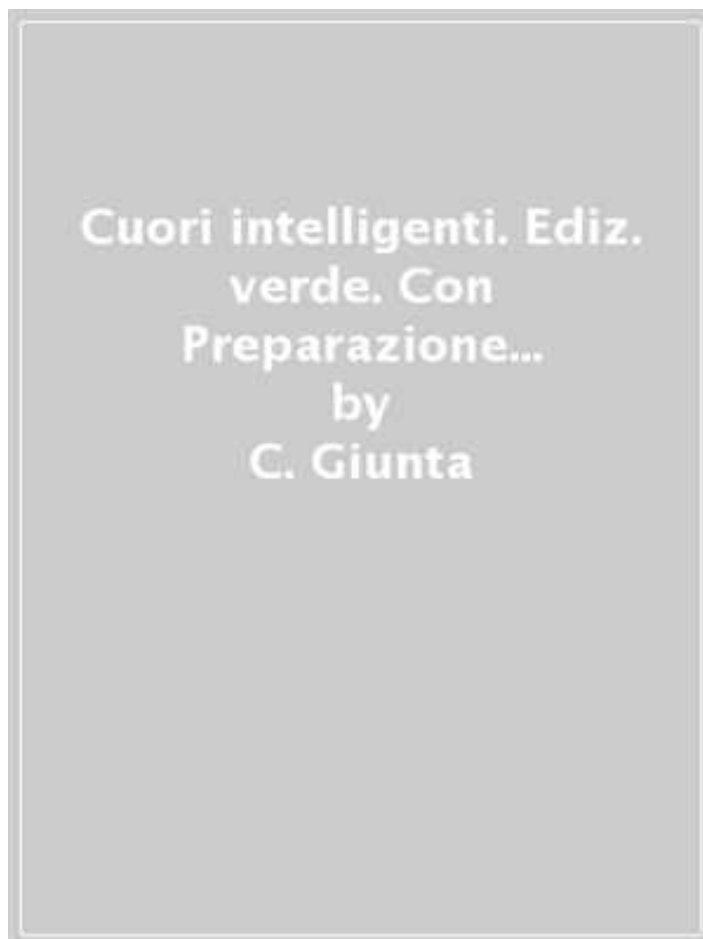 Cuori intelligenti. Ediz.
verde. Con
Preparazione...
by
C. Giunta